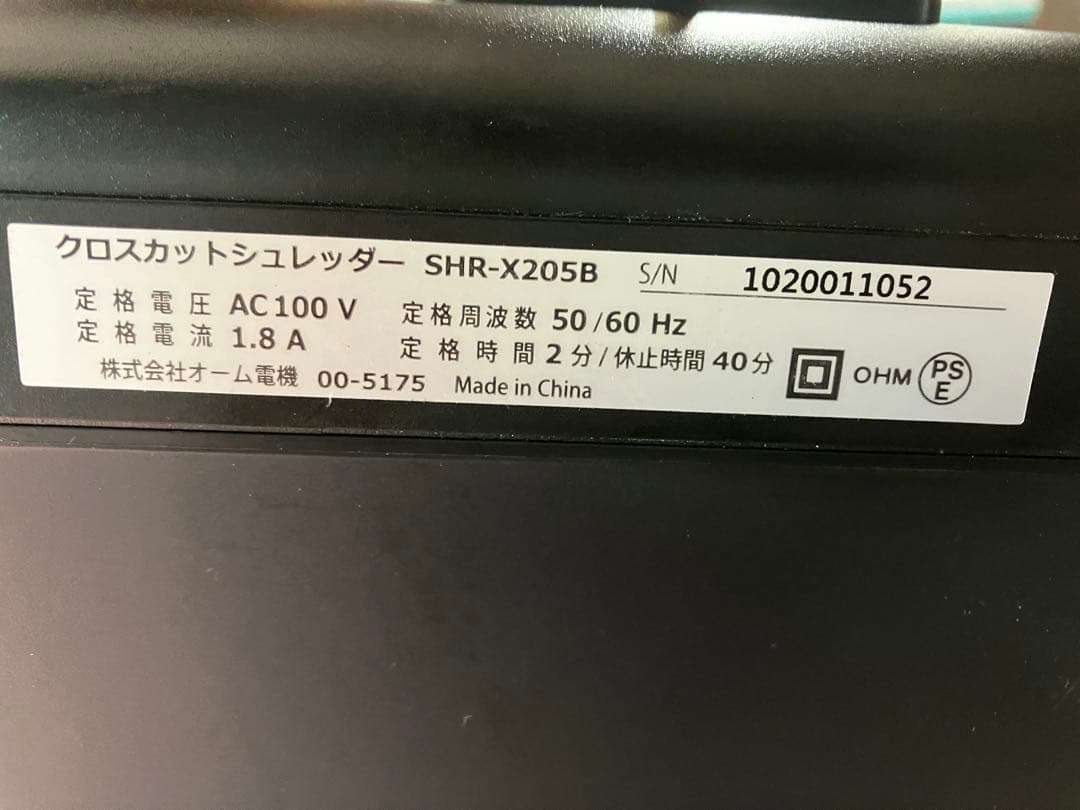 クロスカットシュレッダー SHR-X205B S/N 1020011052
定格電圧 AC100 V 定格周波数 50/60 Hz
定格電流 1.8 A 定格時間 2分/休止時間 40分
株式会社オーム電機 00-5175 Made in China OHM PSE